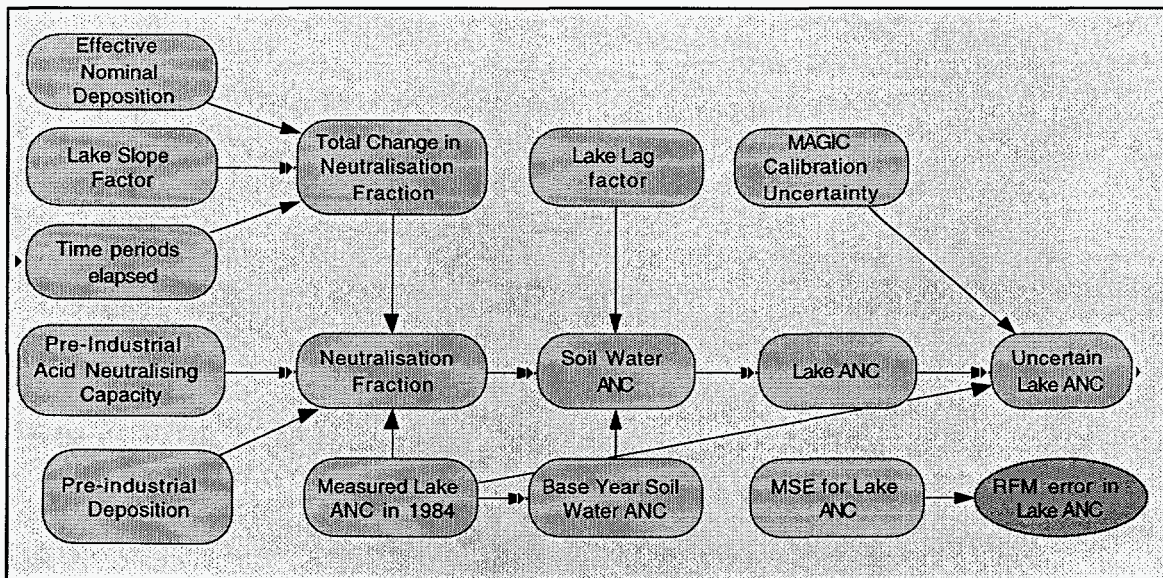 Effective
Nominal
Deposition
Lake Slope
Factor
Time periods
elapsed
Total Change in
Neutralisation
Fraction
Lake Lag
factor
MAGIC
Calibration
Uncertainty
Pre-Industrial
Acid Neutralising
Capacity
Neutralisation
Fraction
Soil Water
ANC
Lake ANC
Uncertain
Lake ANC
Pre-industrial
Deposition
Measured Lake
ANC in 1984
Base Year Soil
Water ANC
MSE for Lake
ANC
RFM error in
Lake ANC